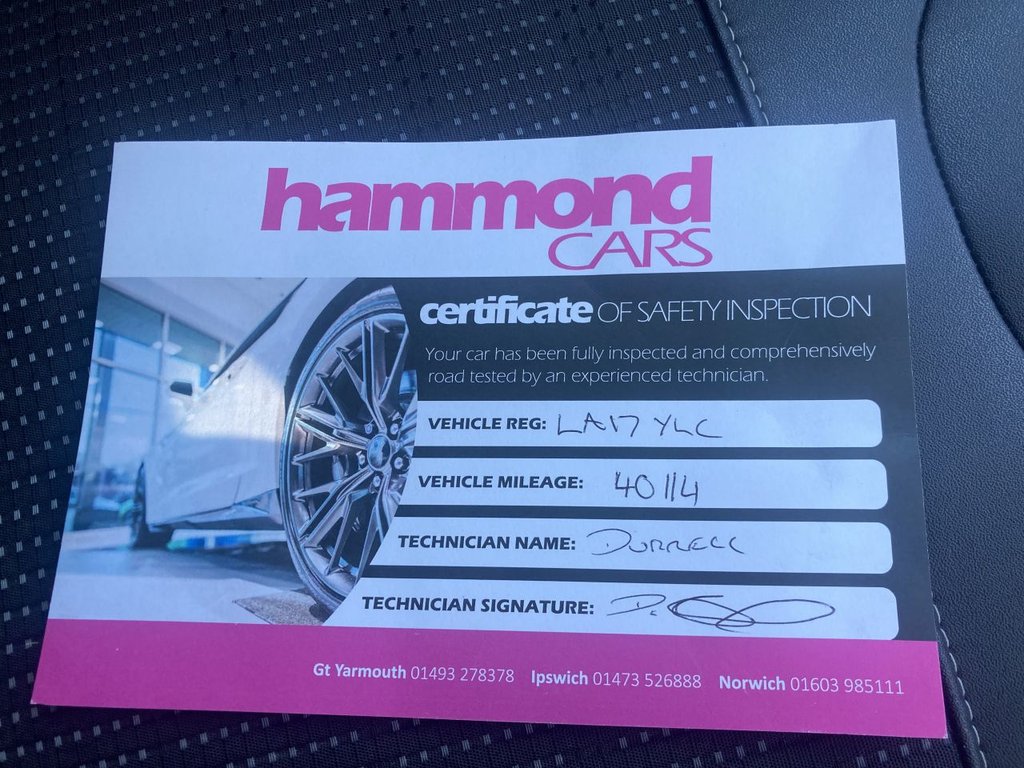 hammond
CARS
certificate OF SAFETY INSPECTION
Your car has been fully inspected and comprehensively
road tested by an experienced technician.
VEHICLE REG: LA17 YLC
VEHICLE MILEAGE: 40114
TECHNICIAN NAME: DURRELL
TECHNICIAN SIGNATURE:
Gt Yarmouth 01493 278378 Ipswich 01473 526888 Norwich 01603 985111